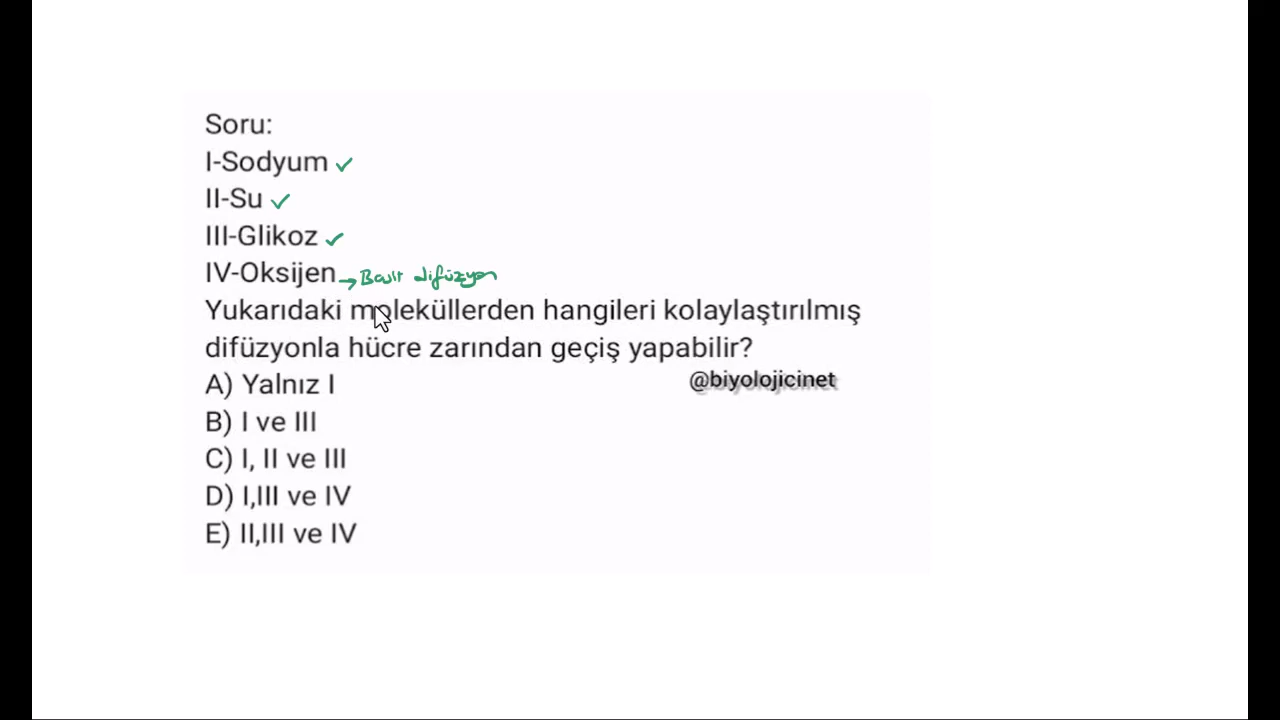 Soru:
I-Sodyum ✓
II-Su ✓
III-Glikoz ✓
IV-Oksijen → Basit difüzyon
Yukarıdaki moleküllerden hangileri kolaylaştırılmış
difüzyonla hücre zarından geçiş yapabilir?
A) Yalnız I
@biyolojicinet
B) I ve III
C) I, II ve III
D) I,III ve IV
E) II,III ve IV